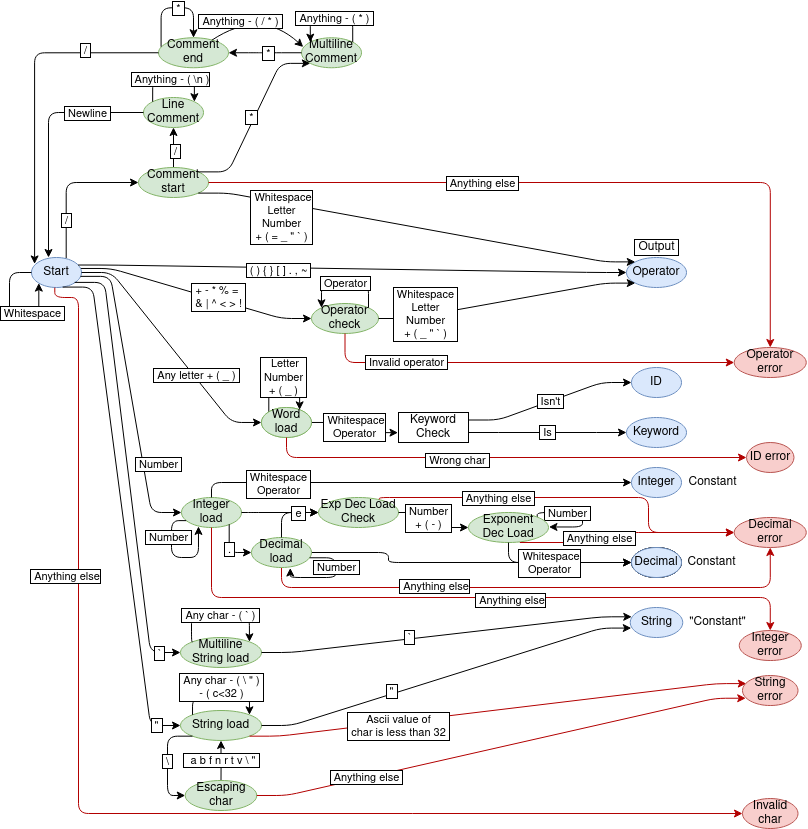 *
Anything - ( / * )
Anything - ( * )
/
Comment
end
*
Multiline
Comment
Anything - ( \n )
Newline
Line
Comment
*
/
Comment
start
Anything else
/
Whitespace
Letter
Number
+ ( = _ " ` )
Output
Start
( ) { } [ ] . , ~
Operator
Whitespace
+ - * % =
& | ^ < > !
Operator
Operator
check
Whitespace
Letter
Number
+ ( _ " ` )
Invalid operator
Operator
error
Any letter + ( _ )
Letter
Number
+ ( _ )
Isn't
ID
Word
load
Whitespace
Operator
Keyword
Check
Is
Keyword
Number
Wrong char
ID error
Whitespace
Operator
Integer
Constant
Integer
load
e
Exp Dec Load
Check
Anything else
Number
+ ( - )
Exponent
Dec Load
Number
Decimal
error
Number
.
Decimal
load
Anything else
Number
Whitespace
Operator
Decimal
Constant
Anything else
Anything else
Anything else
Any char - ( ` )
String
"Constant"
`
Multiline
String load
`
Integer
error
Any char - ( \ " )
- ( c<32 )
"
String
error
"
String load
Ascii value of
char is less than 32
\
a b f n r t v \ "
Anything else
Escaping
char
Invalid
char